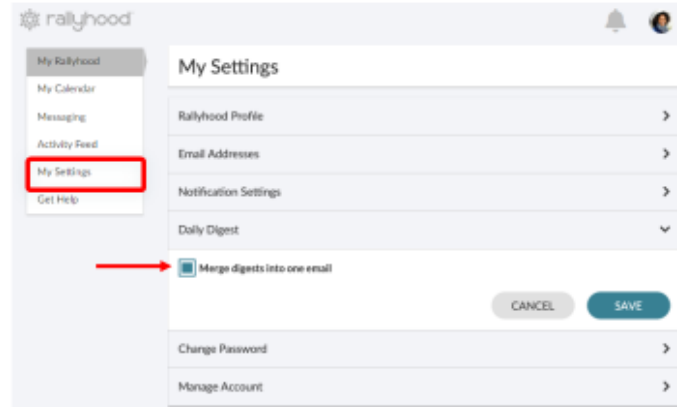 rallyhood
My Rallyhood
My Settings
My Calendar
Messaging
Rallyhood Profile
Activity Feed
Email Addresses
My Settings
Notification Settings
Get Help
Daily Digest
Merge digests into one email
CANCEL
SAVE
Change Password
Manage Account